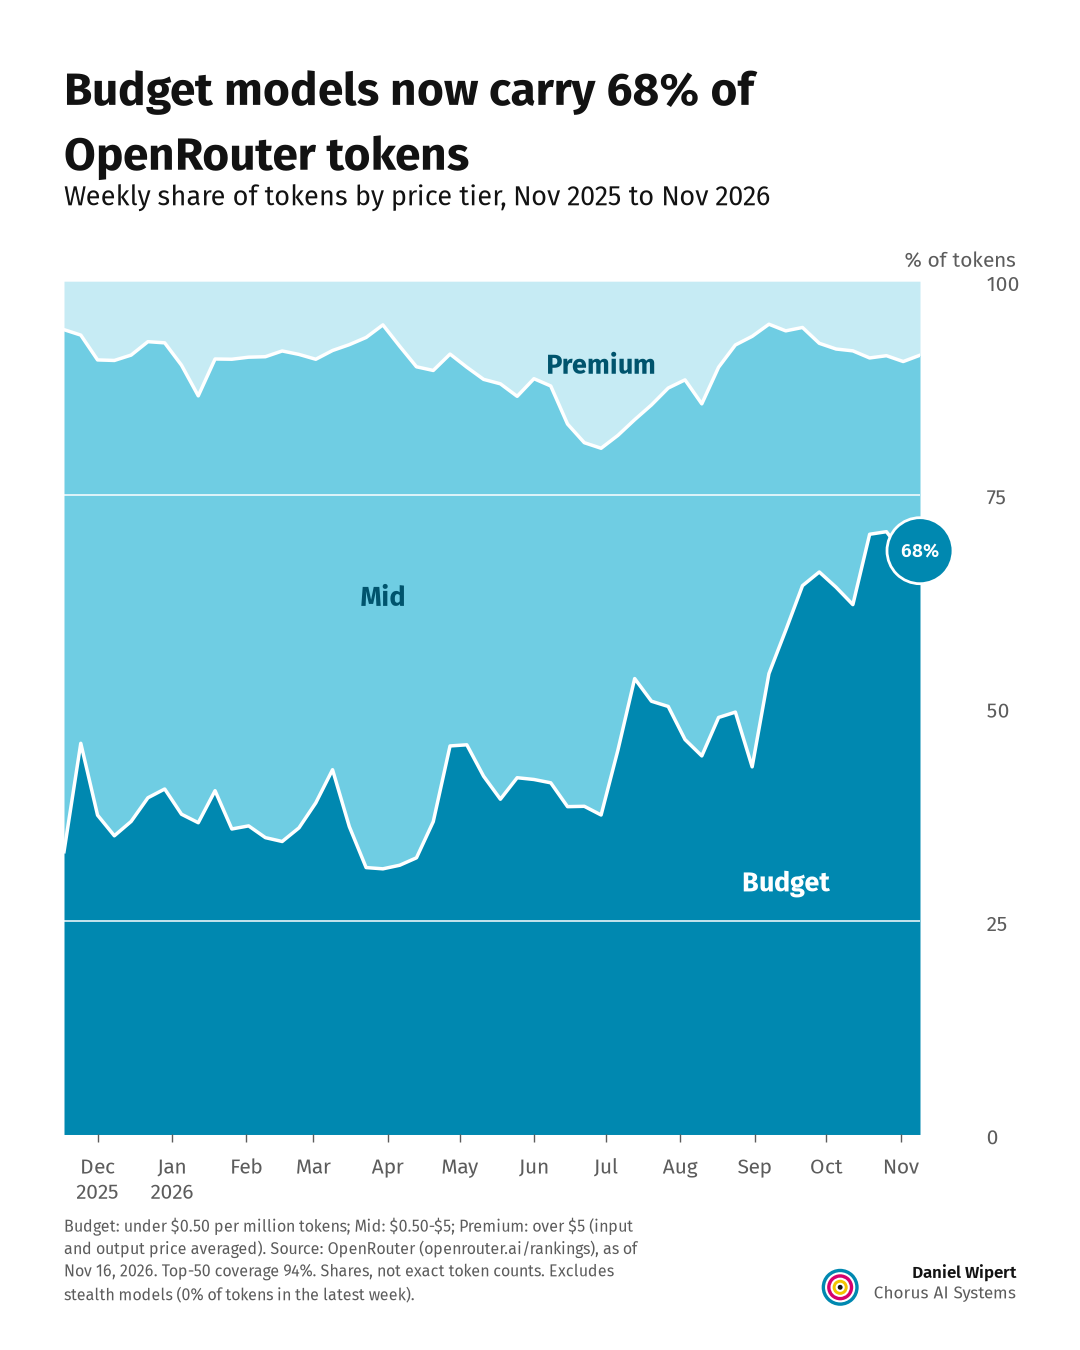 Budget models now carry 68% of
OpenRouter tokens
Weekly share of tokens by price tier, Nov 2025 to Nov 2026
% of tokens
100
Premium
75
68%
Mid
50
Budget
25
0
Dec Jan Feb Mar Apr May Jun Jul Aug Sep Oct Nov
2025 2026
Budget: under $0.50 per million tokens; Mid: $0.50-$5; Premium: over $5 (input
and output price averaged). Source: OpenRouter (openrouter.ai/rankings), as of
Nov 16, 2026. Top-50 coverage 94%. Shares, not exact token counts. Excludes
stealth models (0% of tokens in the latest week).
Daniel Wipert
Chorus AI Systems